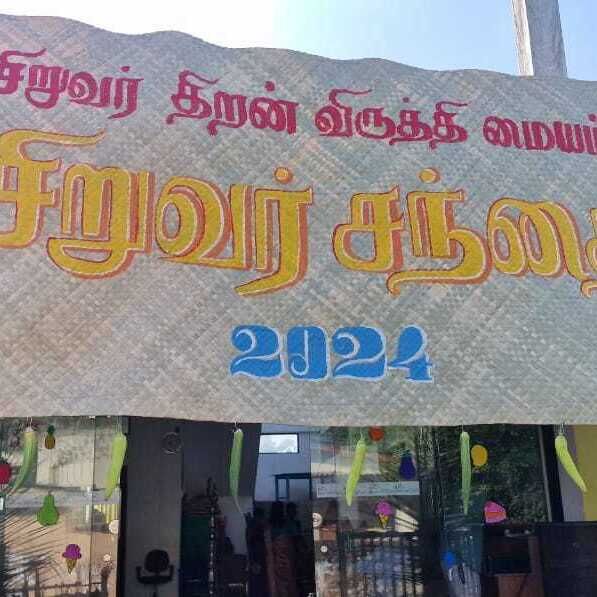 சிறுவர் திறன் விருத்தி மையம்
சிறுவர் சந்தை
2024